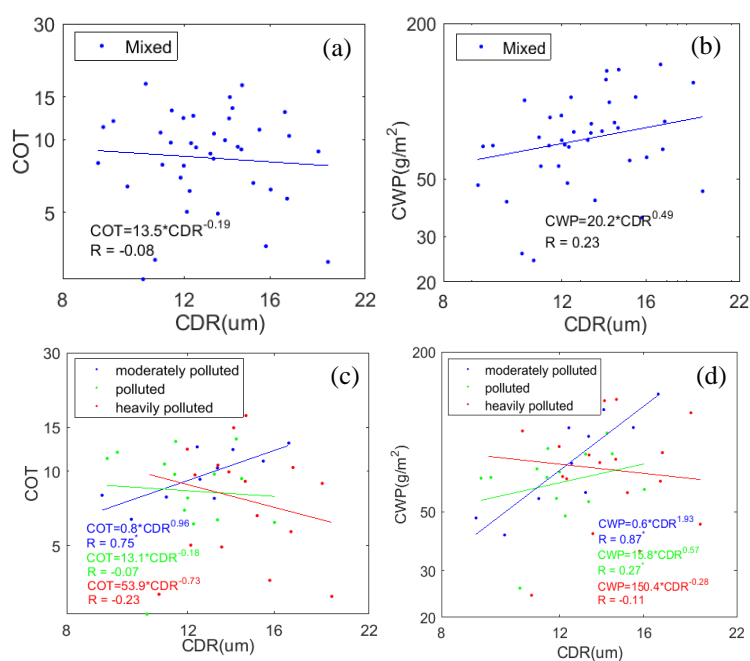 30
15
10
5
COT
Mixed
(a)
COT=13.5*CDR^-0.19
R = -0.08
8
12
16
22
CDR(um)
200
100
50
30
20
CWP(g/m^2)
Mixed
(b)
CWP=20.2*CDR^0.49
R = 0.23
8
12
16
22
CDR(um)
30
15
10
5
COT
moderately polluted
polluted
heavily polluted
(c)
COT=0.8*CDR^0.96
R = 0.75^*
COT=13.1*CDR^-0.18
R = -0.07
COT=53.9*CDR^-0.73
R = -0.23
8
12
16
22
CDR(um)
200
100
50
30
20
CWP(g/m^2)
moderately polluted
polluted
heavily polluted
(d)
CWP=0.6*CDR^1.93
R = 0.87^*
CWP=15.8*CDR^0.57
R = 0.27^*
CWP=150.4*CDR^-0.28
R = -0.11
8
12
16
22
CDR(um)